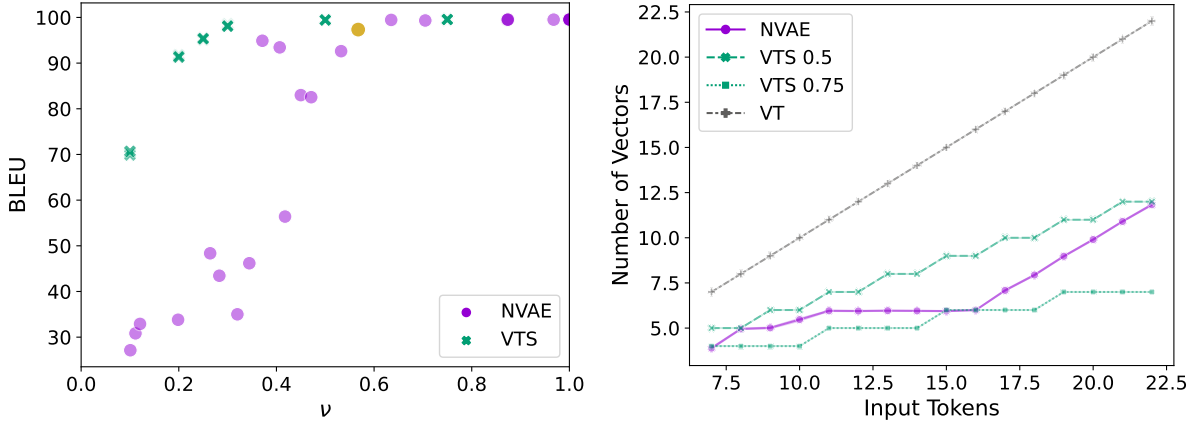 BLEU
100
90
80
70
60
50
40
30
0.0 0.2 0.4 0.6 0.8 1.0
ν
NVAE
VTS
Number of Vectors
22.5
20.0
17.5
15.0
12.5
10.0
7.5
5.0
7.5 10.0 12.5 15.0 17.5 20.0 22.5
Input Tokens
NVAE
VTS 0.5
VTS 0.75
VT